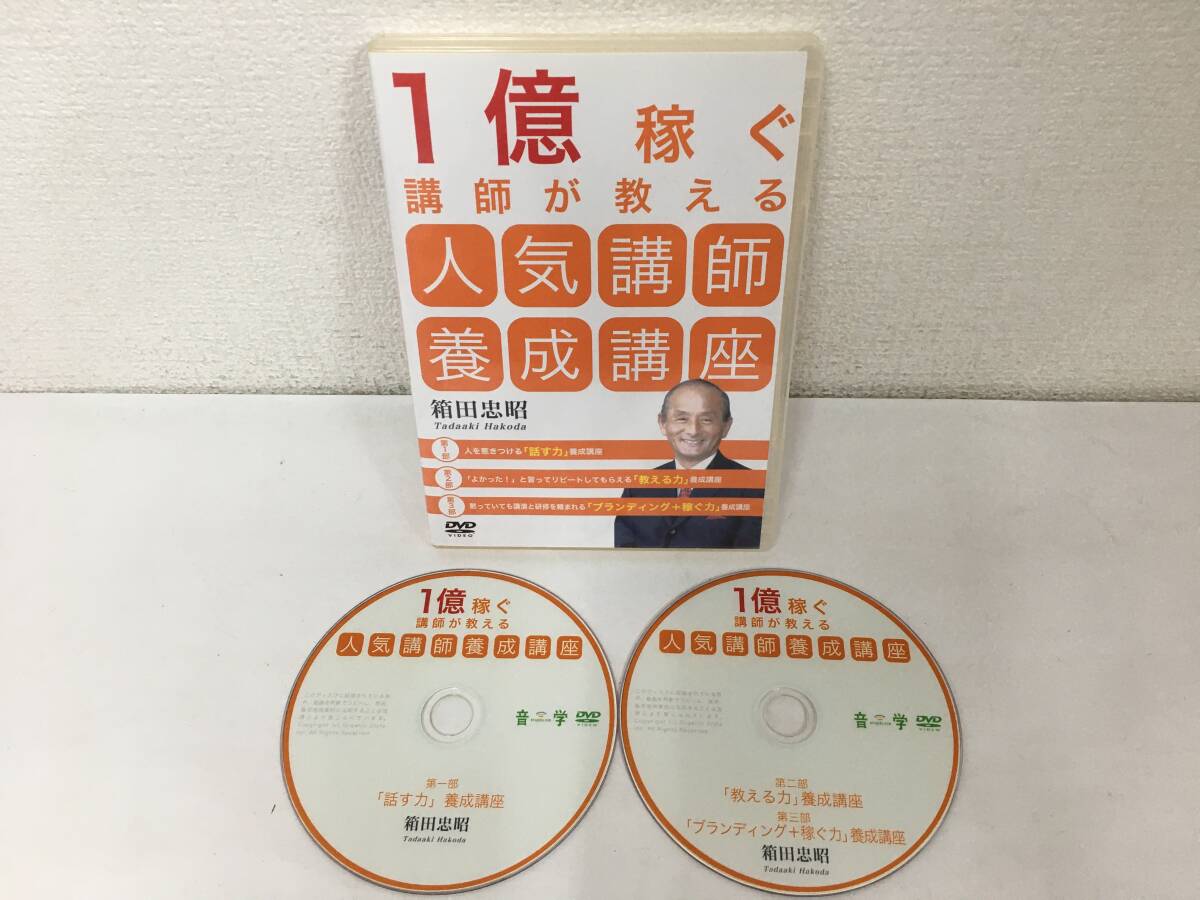 1億 稼ぐ
講師が教える
人気講師
養成講座
箱田忠昭
Tadaaki Hakoda
第1部 人を惹きつける「話す力」養成講座
第2部 「よかった！」と習ってリピートしてもらえる「教える力」養成講座
第3部 黙っていても講演と研修を頼まれる「ブランディング＋稼ぐ力」養成講座
DVD
VIDEO
1億 稼ぐ
講師が教える
人気講師養成講座
音学 DVD
VIDEO
第一部
「話す力」養成講座
箱田忠昭
Tadaaki Hakoda
1億 稼ぐ
講師が教える
人気講師養成講座
音学 DVD
VIDEO
第二部
「教える力」養成講座
第三部
「ブランディング＋稼ぐ力」養成講座
箱田忠昭
Tadaaki Hakoda